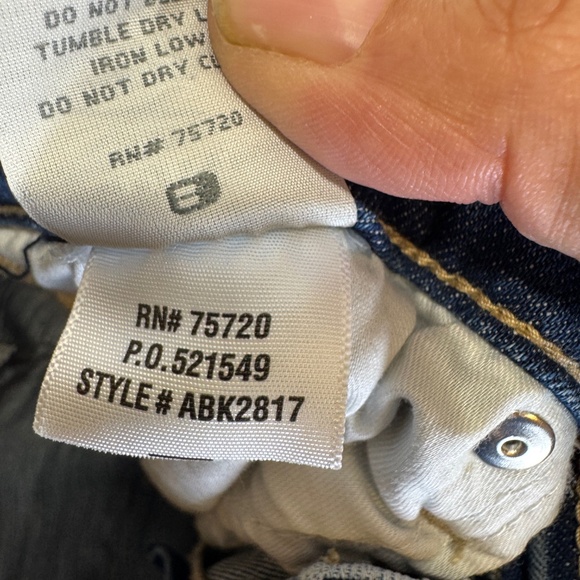 DO NOT
TUMBLE DRY
IRON LOW
DO NOT DRY
RN# 75720
RN# 75720
P.O.521549
STYLE # ABK2817